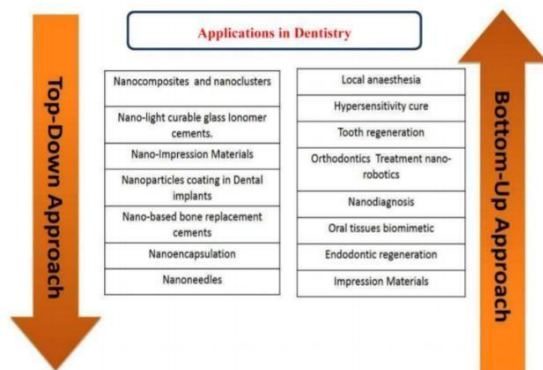 Applications in Dentistry
Top-Down Approach
Nanocomposites and nanoclusters
Nano-light curable glass Ionomer
cements.
Nano-Impression Materials
Nanoparticles coating in Dental
implants
Nano-based bone replacement
cements
Nanoencapsulation
Nanoneedles
Local anaesthesia
Hypersensitivity cure
Tooth regeneration
Orthodontics Treatment nano-
robotics
Nanodiagnosis
Oral tissues biomimetic
Endodontic regeneration
Impression Materials
Bottom-Up Approach